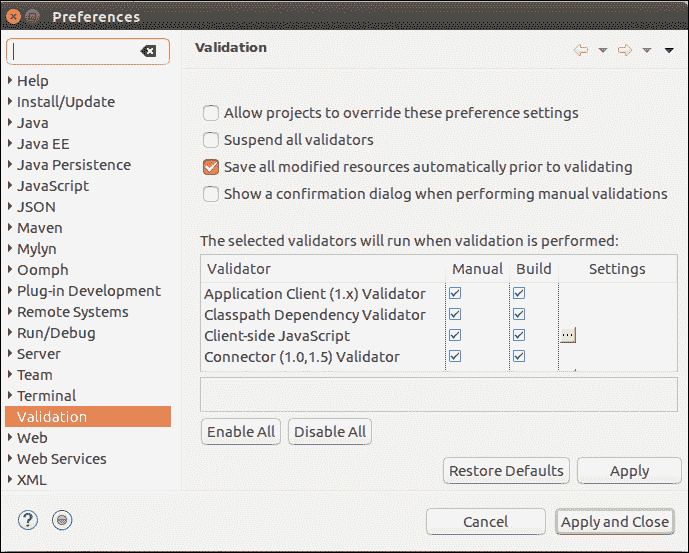 Preferences
Help
Install/Update
Java
Java EE
Java Persistence
JavaScript
JSON
Maven
Mylyn
Oomph
Plug-in Development
Remote Systems
Run/Debug
Server
Team
Terminal
Validation
Web
Web Services
XML
Validation
Allow projects to override these preference settings
Suspend all validators
Save all modified resources automatically prior to validating
Show a confirmation dialog when performing manual validations
The selected validators will run when validation is performed:
Validator Manual Build Settings
Application Client (1.x) Validator
Classpath Dependency Validator
Client-side JavaScript ...
Connector (1.0,1.5) Validator
Enable All Disable All
Restore Defaults Apply
? Cancel Apply and Close